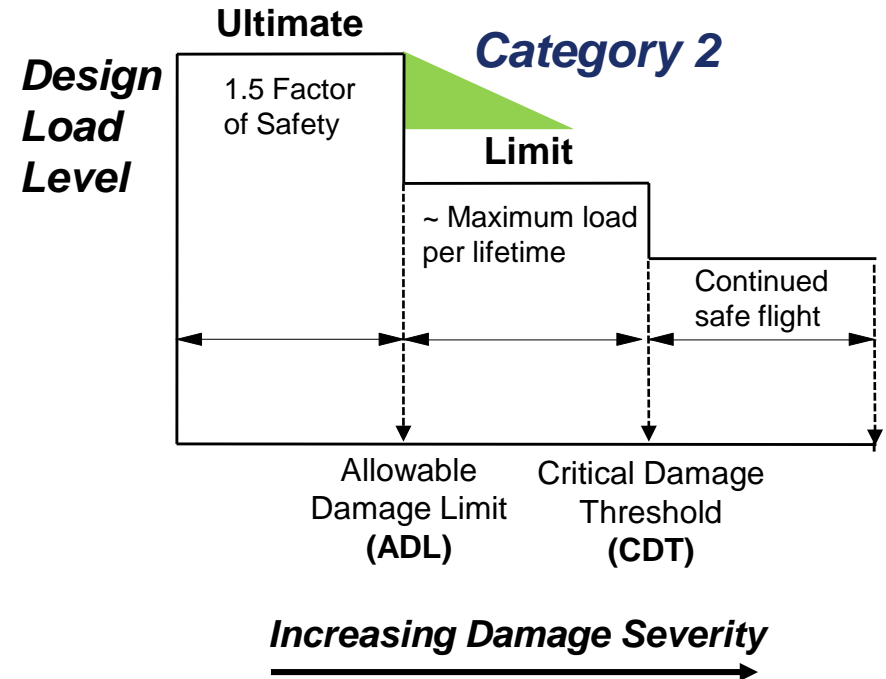 Ultimate
Category 2
Design
Load
Level
1.5 Factor
of Safety
Limit
~ Maximum load
per lifetime
Continued
safe flight
Allowable
Damage Limit
(ADL)
Critical Damage
Threshold
(CDT)
Increasing Damage Severity